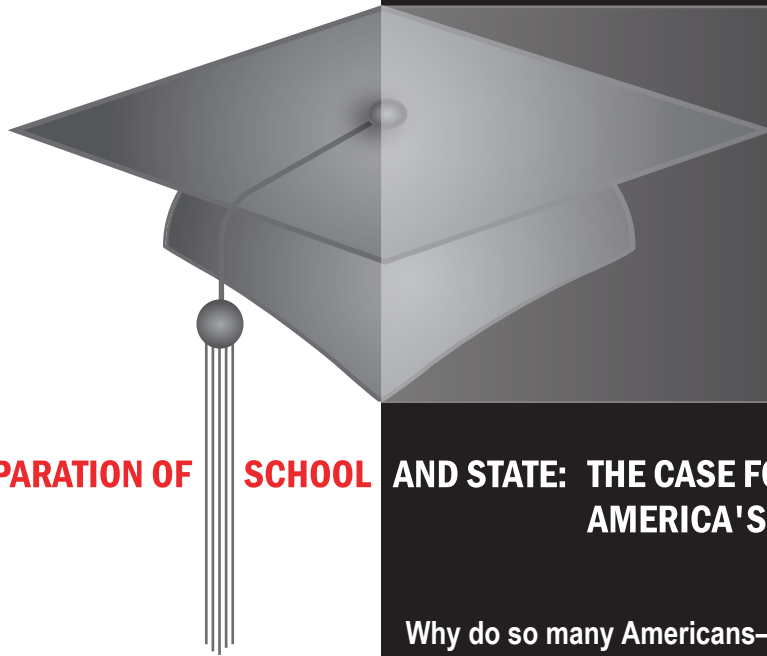 PARATION OF SCHOOL AND STATE: THE CASE FO
AMERICA'S
Why do so many Americans–